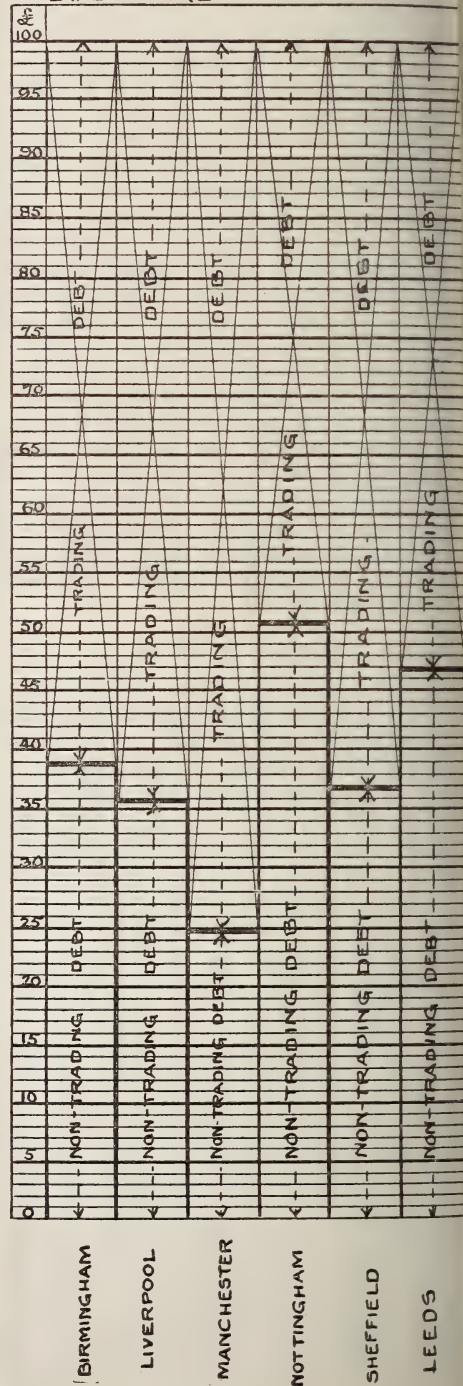 100
95
90
85
80
75
70
65
60
55
50
45
40
35
30
25
20
15
10
5
0
BIRMINGHAM
NON-TRADING DEBT
TRADING DEBT
LIVERPOOL
NON-TRADING DEBT
TRADING DEBT
MANCHESTER
NON-TRADING DEBT
TRADING DEBT
NOTTINGHAM
NON-TRADING DEBT
TRADING DEBT
SHEFFIELD
NON-TRADING DEBT
TRADING DEBT
LEEDS
NON-TRADING DEBT
TRADING DEBT